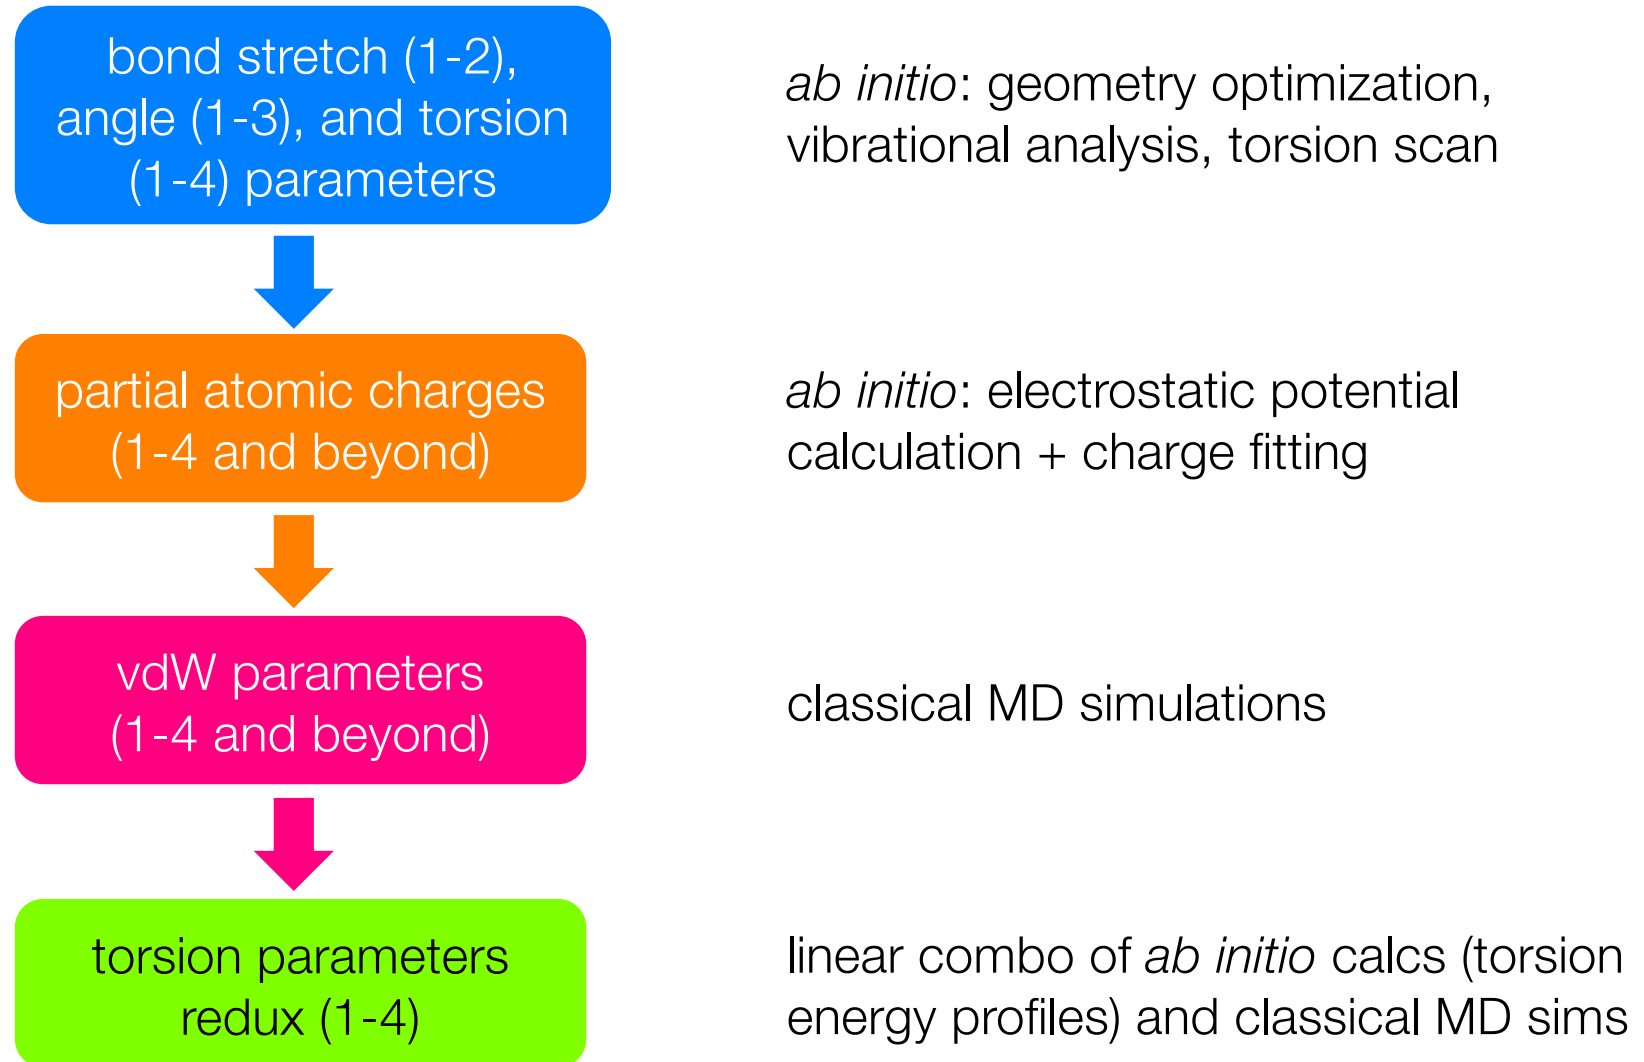 bond stretch (1-2),
angle (1-3), and torsion
(1-4) parameters
ab initio: geometry optimization,
vibrational analysis, torsion scan
partial atomic charges
(1-4 and beyond)
ab initio: electrostatic potential
calculation + charge fitting
vdW parameters
(1-4 and beyond)
classical MD simulations
torsion parameters
redux (1-4)
linear combo of ab initio calcs (torsion
energy profiles) and classical MD sims